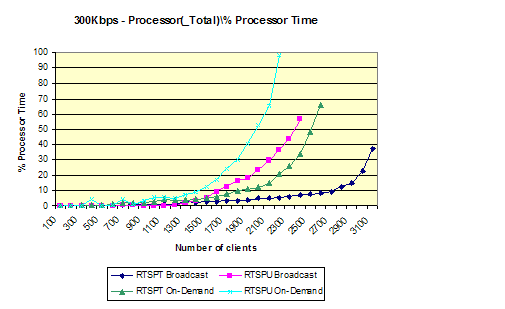 300Kbps - Processor(_Total)\% Processor Time
100
90
80
70
60
50
40
30
20
10
0
% Processor Time
100 300 500 700 900 1100 1300 1500 1700 1900 2100 2300 2500 2700 2900 3100
Number of clients
RTSPT Broadcast RTSPU Broadcast
RTSPT On-Demand RTSPU On-Demand